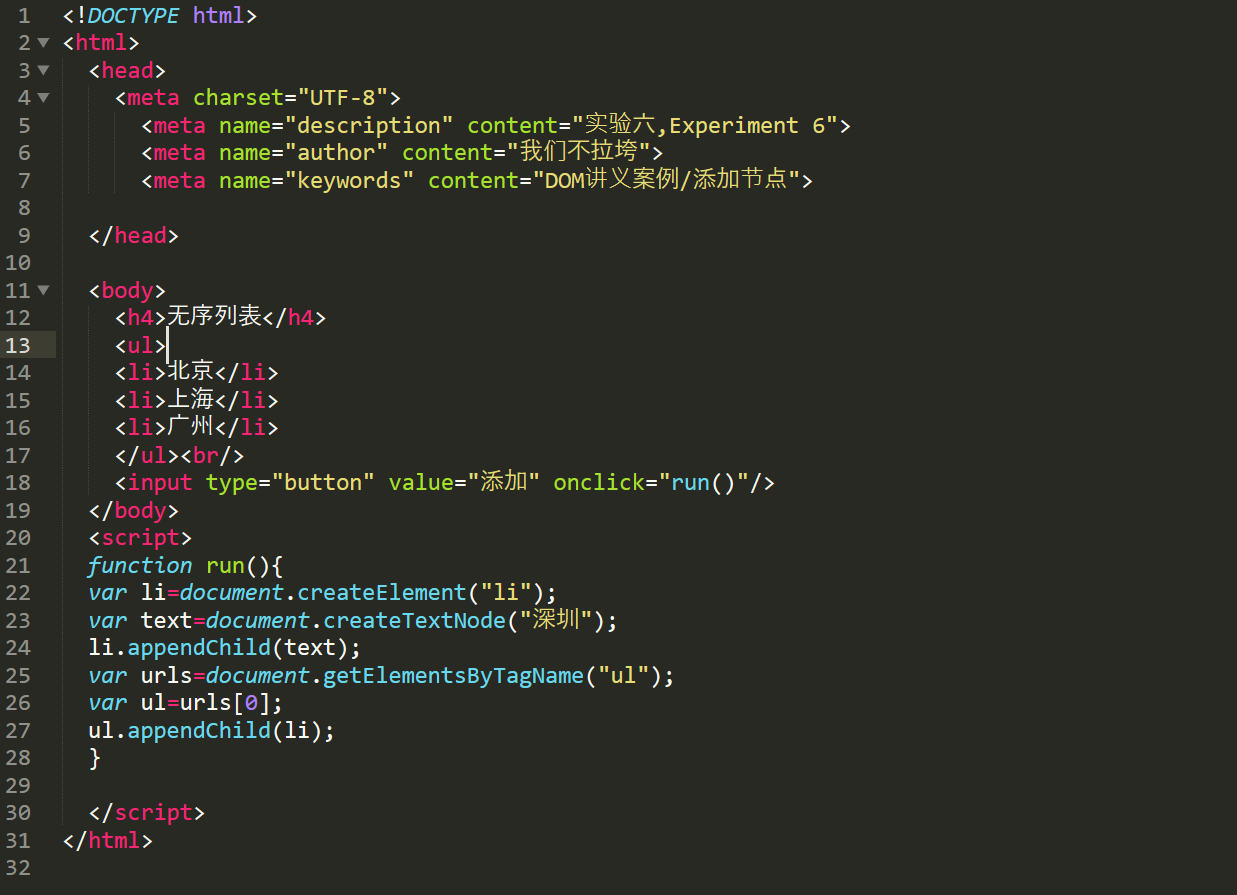 1 <!DOCTYPE html>
2 <html>
3 <head>
4 <meta charset="UTF-8">
5 <meta name="description" content="实验六,Experiment 6">
6 <meta name="author" content="我们不拉垮">
7 <meta name="keywords" content="DOM讲义案例/添加节点">
8
9 </head>
10
11 <body>
12 <h4>无序列表</h4>
13 <ul>
14 <li>北京</li>
15 <li>上海</li>
16 <li>广州</li>
17 </ul><br/>
18 <input type="button" value="添加" onclick="run()"/>
19 </body>
20 <script>
21 function run(){
22 var li=document.createElement("li");
23 var text=document.createTextNode("深圳");
24 li.appendChild(text);
25 var urls=document.getElementsByTagName("ul");
26 var ul=urls[0];
27 ul.appendChild(li);
28 }
29
30 </script>
31 </html>
32